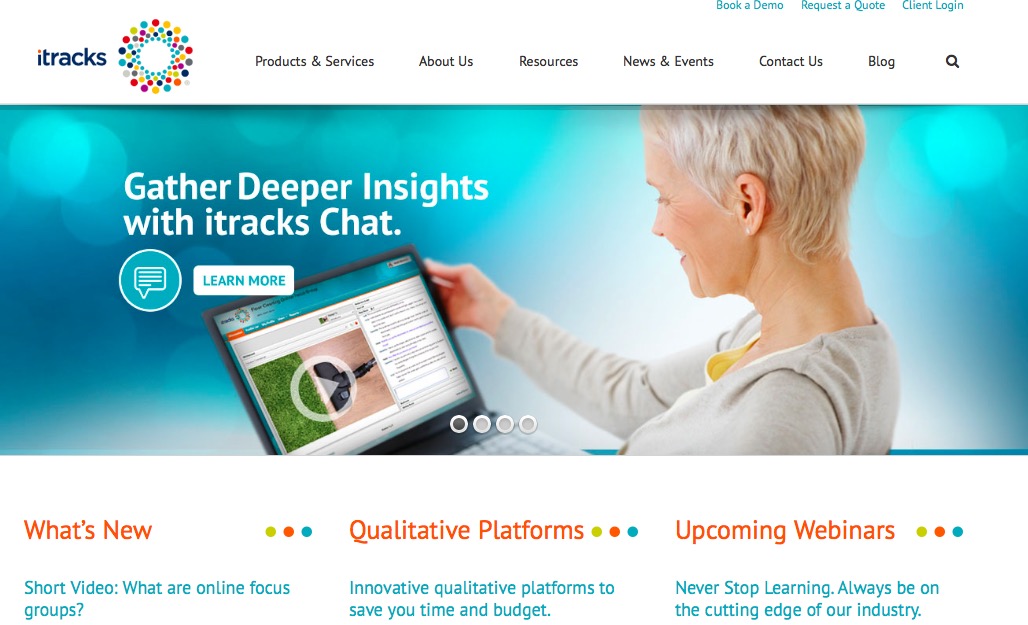 Book a Demo Request a Quote Client Login
itracks
Products & Services About Us Resources News & Events Contact Us Blog
Gather Deeper Insights
with itracks Chat.
LEARN MORE
itracks
What's New
Qualitative Platforms
Upcoming Webinars
Short Video: What are online focus
groups?
Innovative qualitative platforms to
save you time and budget.
Never Stop Learning. Always be on
the cutting edge of our industry.